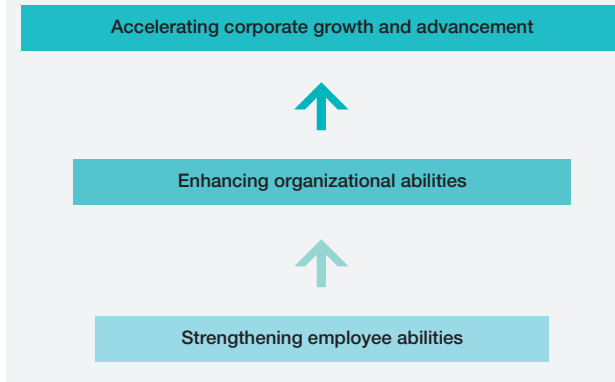 Accelerating corporate growth and advancement
Enhancing organizational abilities
Strengthening employee abilities